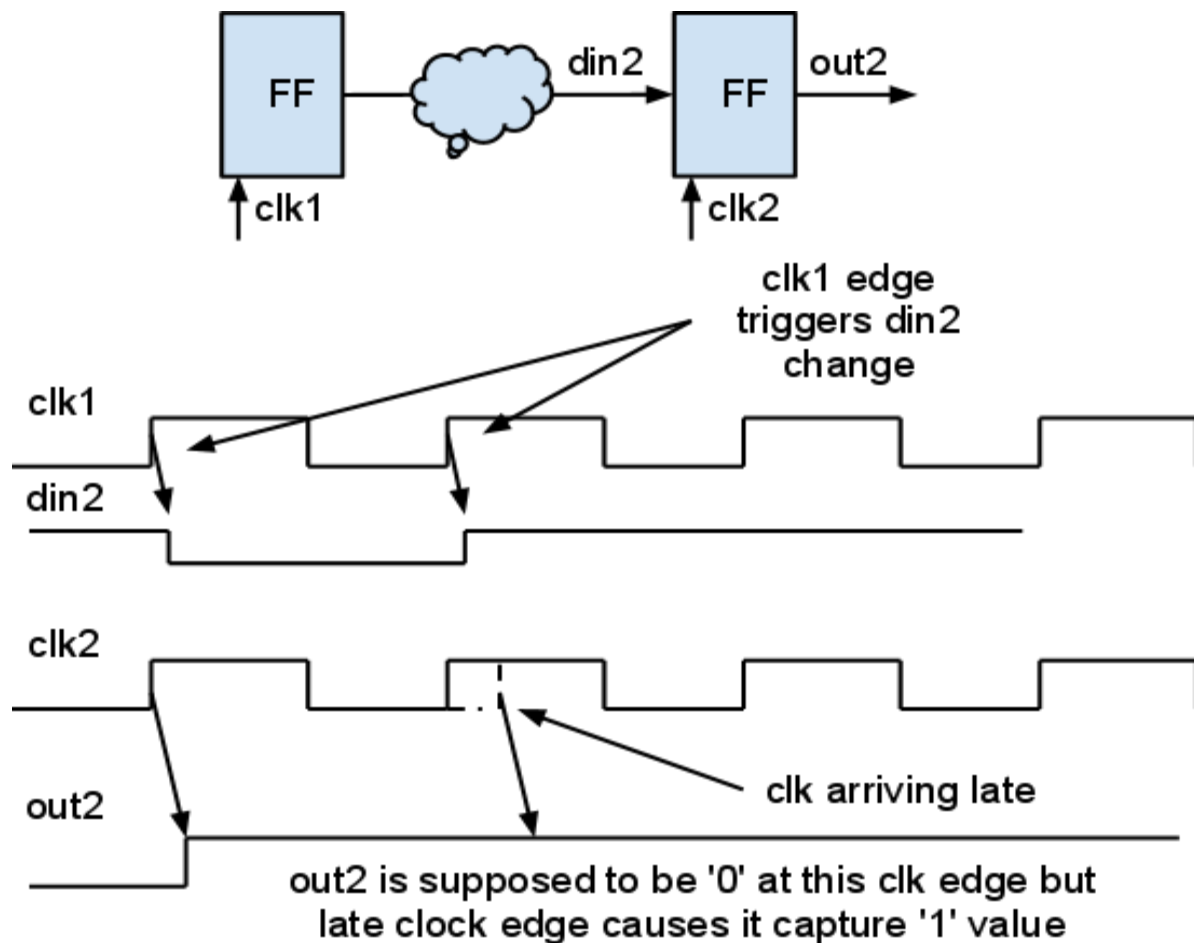 FF
din2
FF
out2
clk1
clk2
clk1 edge
triggers din2
change
clk1
din2
clk2
clk arriving late
out2
out2 is supposed to be '0' at this clk edge but
late clock edge causes it capture '1' value